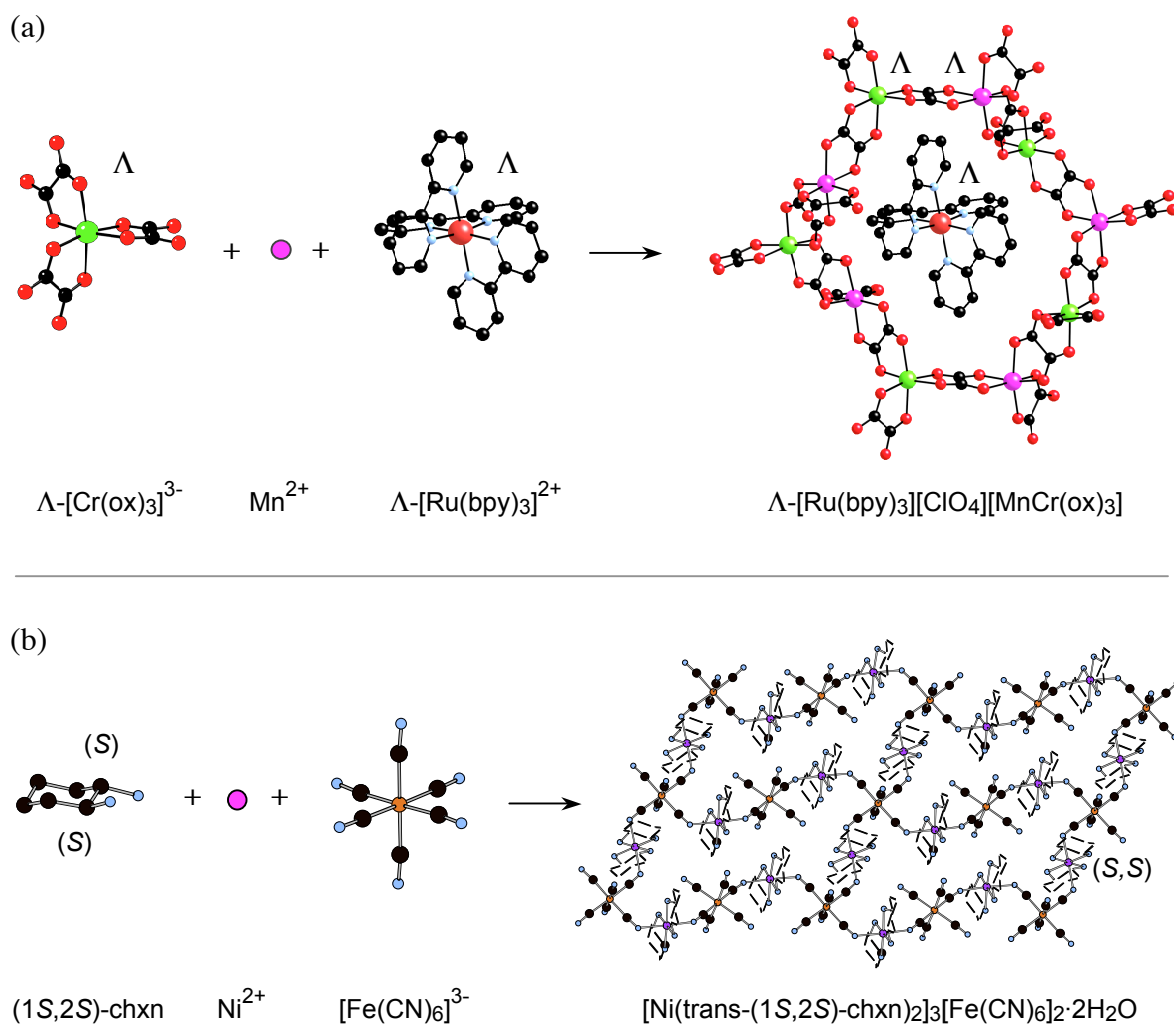 (a)
Λ Λ
Λ Λ Λ
+ +
Λ-[Cr(ox)₃]³⁻ Mn²⁺ Λ-[Ru(bpy)₃]²⁺ Λ-[Ru(bpy)₃][ClO₄][MnCr(ox)₃]
(b)
(S)
+ +
(S) (S,S)
(1S,2S)-chxn Ni²⁺ [Fe(CN)₆]³⁻ [Ni(trans-(1S,2S)-chxn)₂]₃[Fe(CN)₆]₂·2H₂O